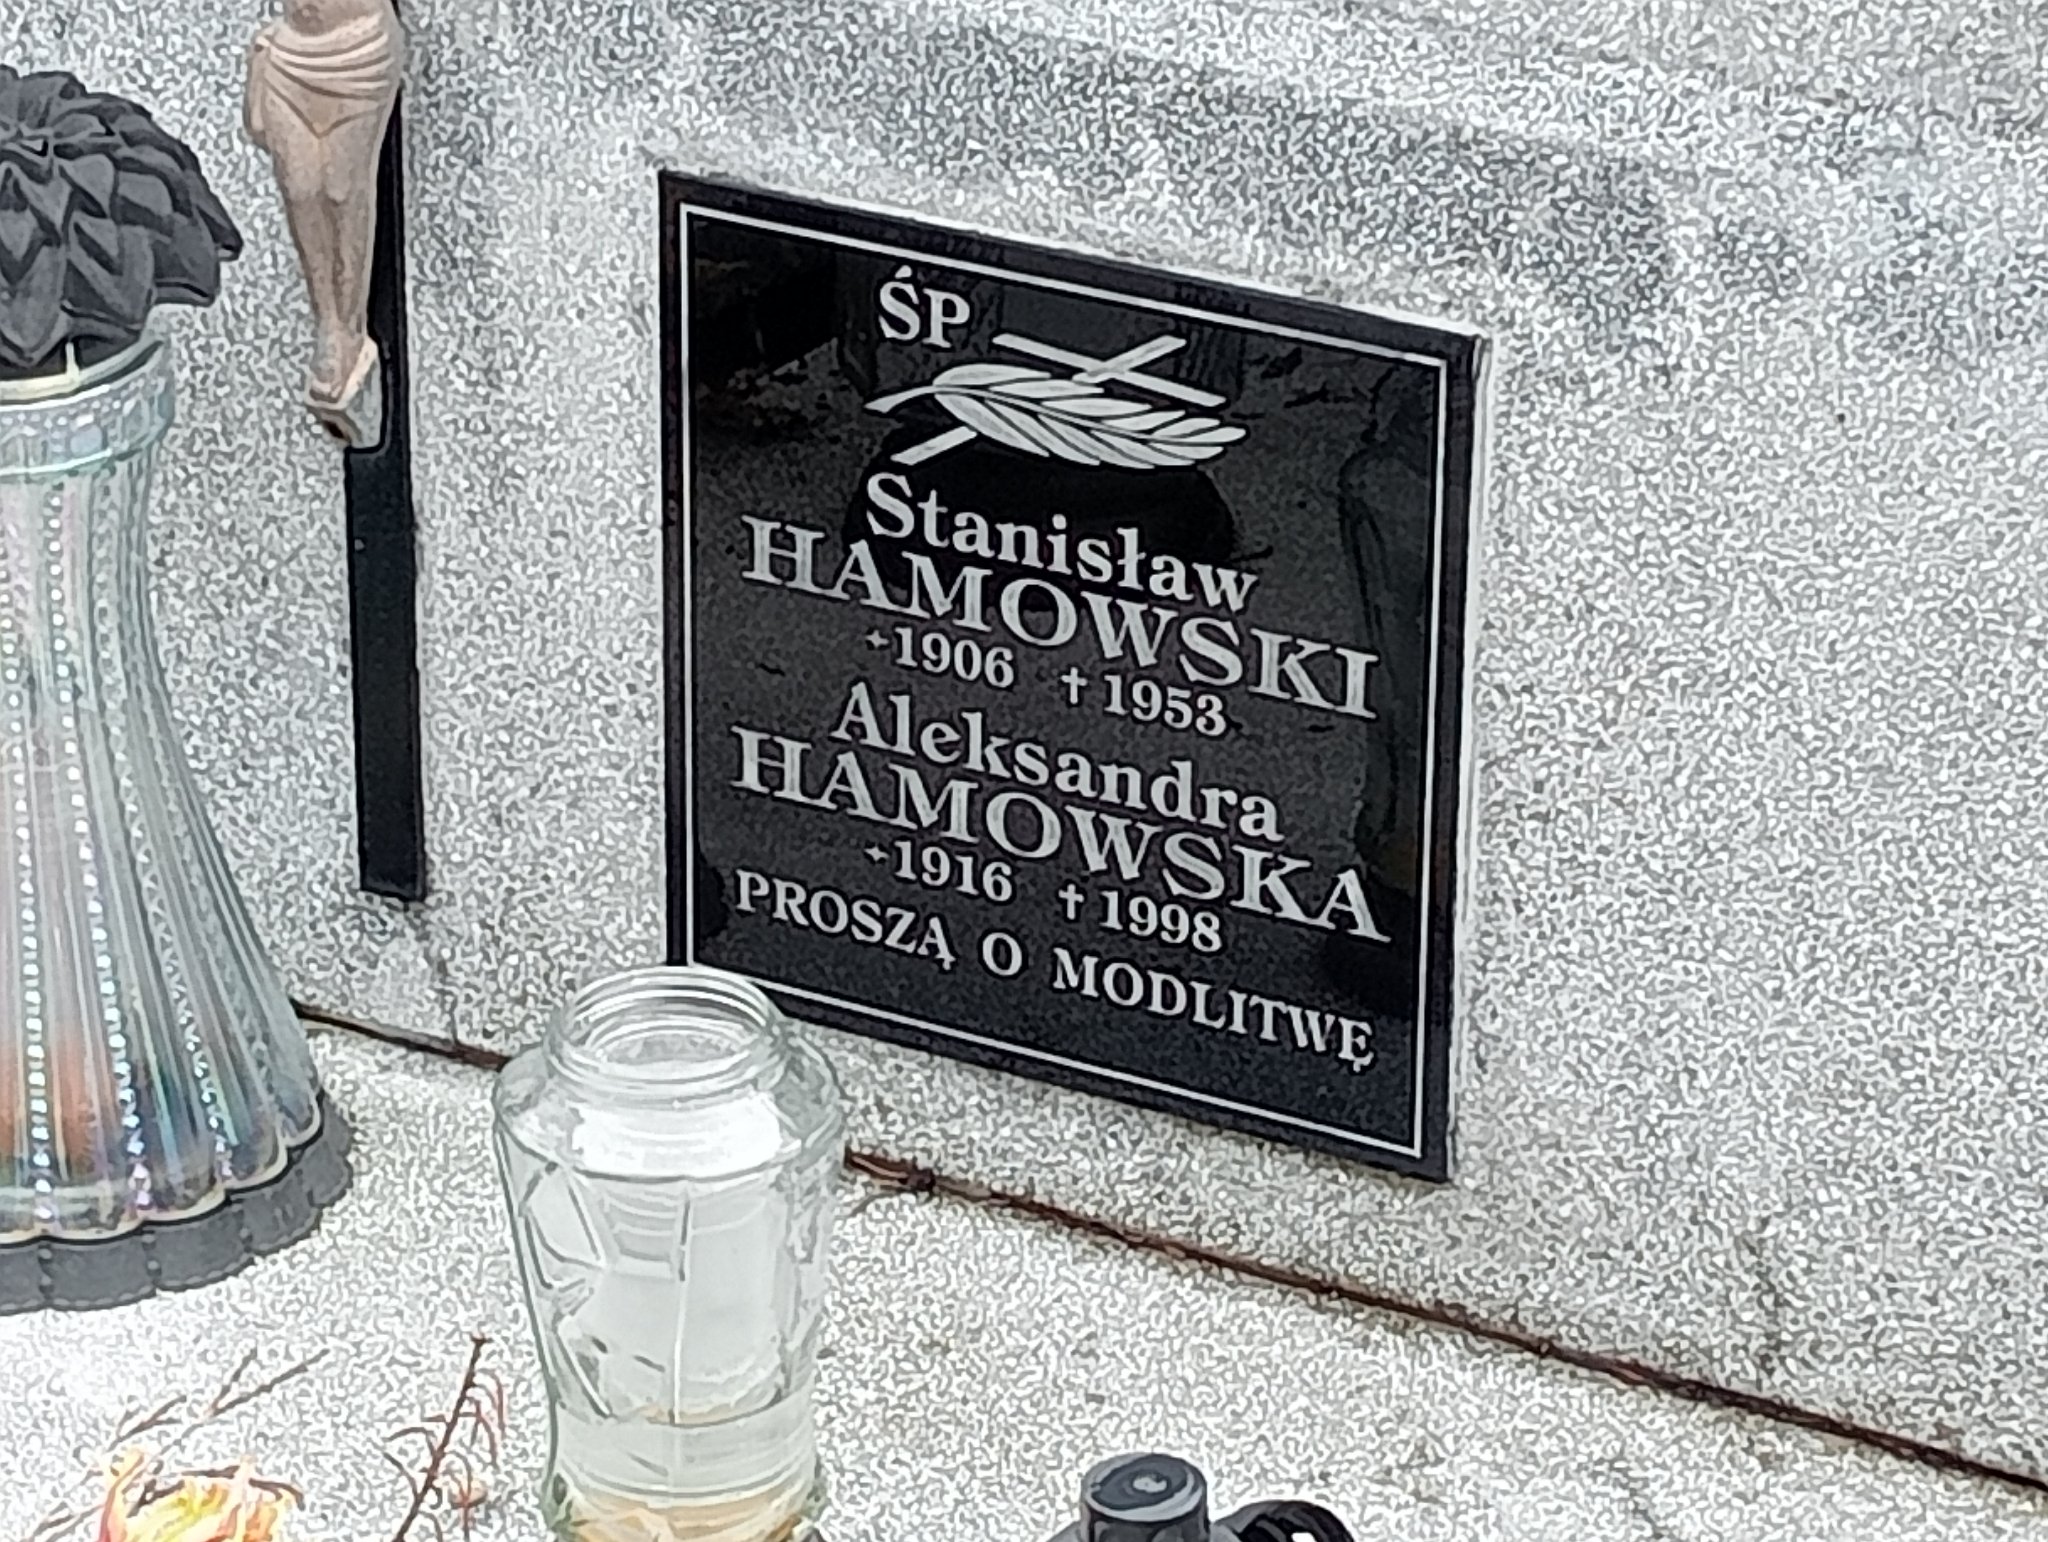 ŚP
Stanisław
HAMOWSKI
*1906 †1953
Aleksandra
HAMOWSKA
*1916 †1998
PROSZĄ O MODLITWĘ